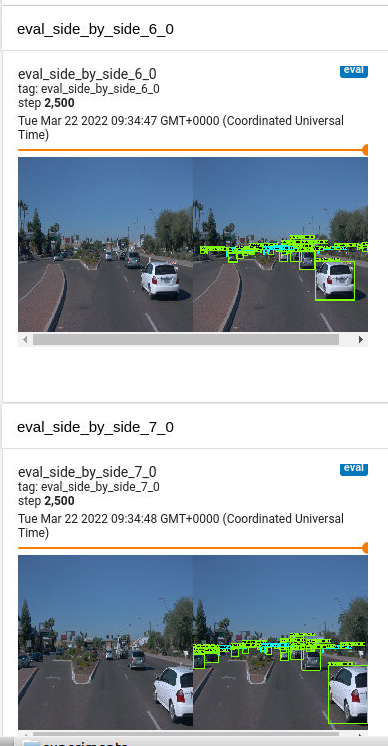 eval_side_by_side_6_0
eval_side_by_side_6_0
eval
tag: eval_side_by_side_6_0
step 2,500
Tue Mar 22 2022 09:34:47 GMT+0000 (Coordinated Universal
Time)
eval_side_by_side_7_0
eval_side_by_side_7_0
eval
tag: eval_side_by_side_7_0
step 2,500
Tue Mar 22 2022 09:34:48 GMT+0000 (Coordinated Universal
Time)